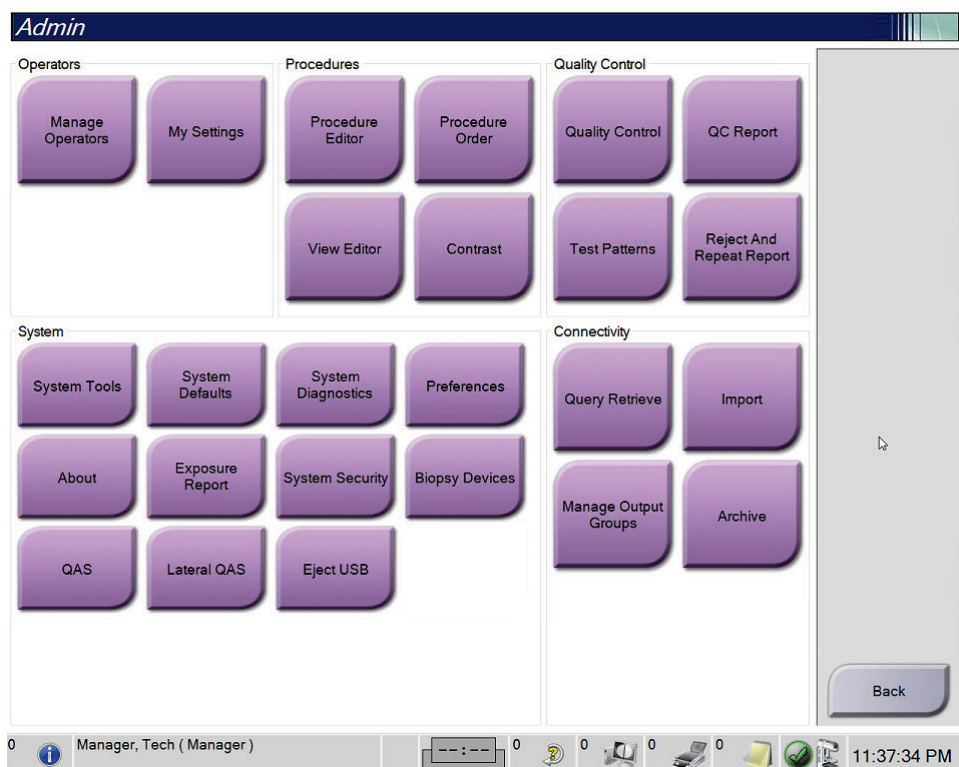 Admin
Operators
Manage
Operators
My Settings
Procedures
Procedure
Editor
Procedure
Order
View Editor
Contrast
Quality Control
Quality Control
QC Report
Test Patterns
Reject And
Repeat Report
System
System Tools
System
Defaults
System
Diagnostics
Preferences
About
Exposure
Report
System Security
Biopsy Devices
QAS
Lateral QAS
Eject USB
Connectivity
Query Retrieve
Import
Manage Output
Groups
Archive
Back
0
Manager, Tech ( Manager )
--:--
0
0
0
0
11:37:34 PM